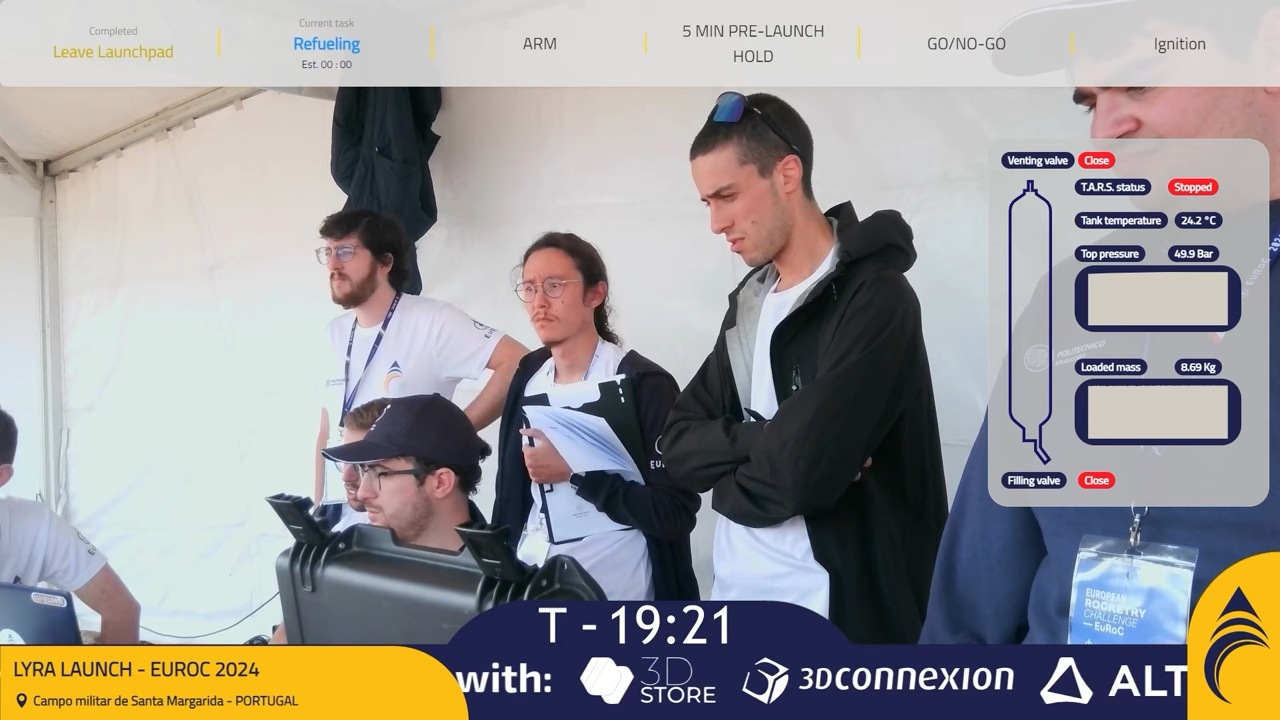 Completed
Leave Launchpad
Current task
Refueling
Est. 00 : 00
ARM
5 MIN PRE-LAUNCH
HOLD
GO/NO-GO
Ignition
Venting valve Close
T.A.R.S. status Stopped
Tank temperature 24.2 °C
Top pressure 49.9 Bar
Loaded mass 8.69 Kg
Filling valve Close
POLITECNICO
EUROPEAN
ROCKETRY
CHALLENGE
— EuRoC
T - 19:21
with:
3D
STORE
3Dconnexion
ALT
LYRA LAUNCH - EUROC 2024
Campo militar de Santa Margarida - PORTUGAL